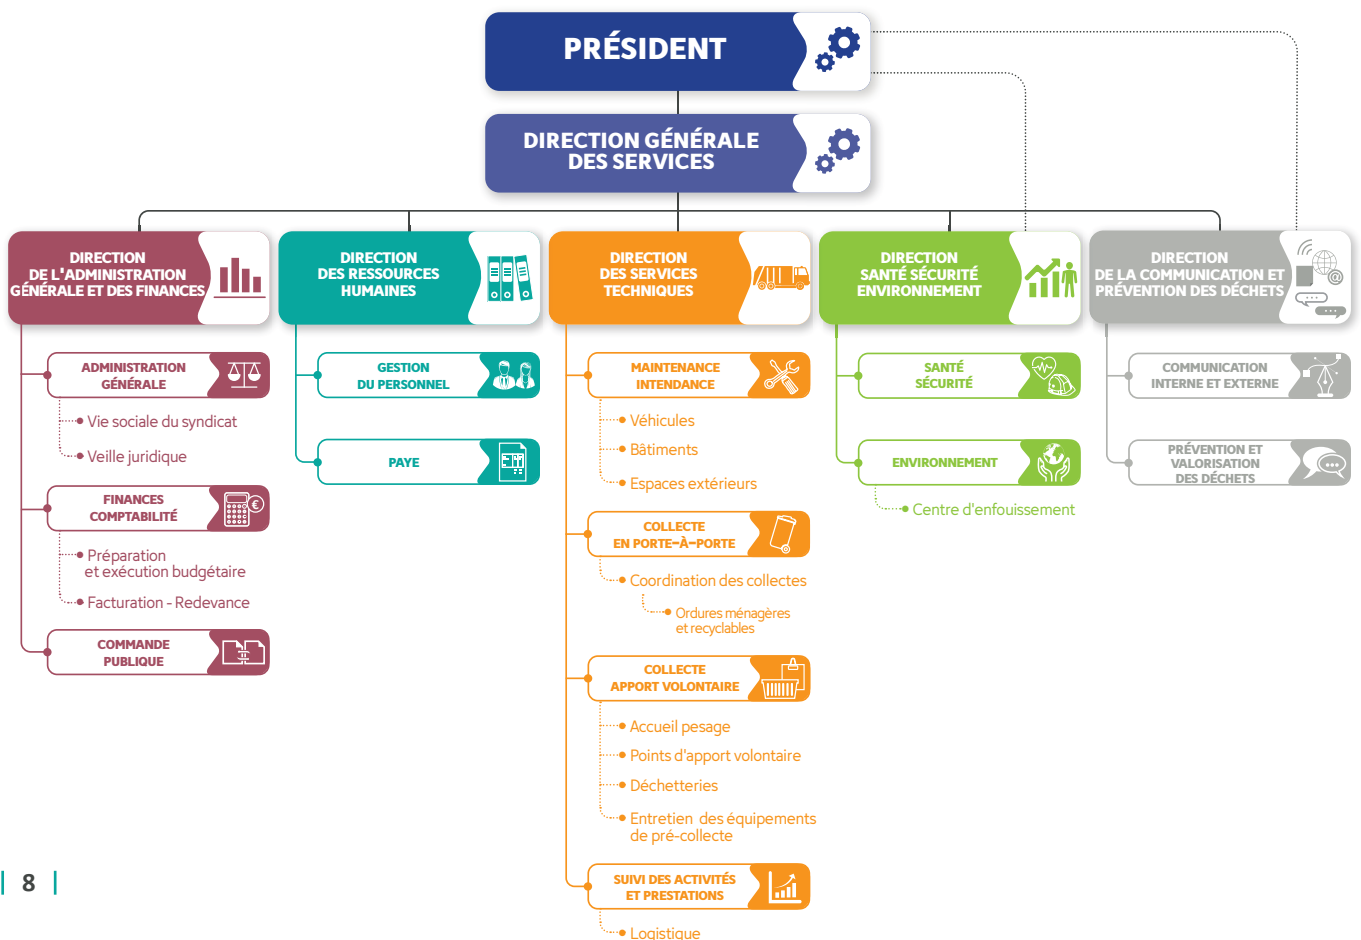 PRÉSIDENT
DIRECTION GÉNÉRALE
DES SERVICES
DIRECTION
DE L'ADMINISTRATION
GÉNÉRALE ET DES FINANCES
ADMINISTRATION
GÉNÉRALE
Vie sociale du syndicat
Veille juridique
FINANCES
COMPTABILITÉ
€
Préparation
et exécution budgétaire
Facturation - Redevance
COMMANDE
PUBLIQUE
DIRECTION
DES RESSOURCES
HUMAINES
GESTION
DU PERSONNEL
PAYE
DIRECTION
DES SERVICES
TECHNIQUES
MAINTENANCE
INTENDANCE
Véhicules
Bâtiments
Espaces extérieurs
COLLECTE
EN PORTE-À-PORTE
Coordination des collectes
Ordures ménagères
et recyclables
COLLECTE
APPORT VOLONTAIRE
Accueil pesage
Points d'apport volontaire
Déchetteries
Entretien des équipements
de pré-collecte
SUIVI DES ACTIVITÉS
ET PRESTATIONS
Logistique
DIRECTION
SANTÉ SÉCURITÉ
ENVIRONNEMENT
SANTÉ
SÉCURITÉ
ENVIRONNEMENT
Centre d'enfouissement
DIRECTION
DE LA COMMUNICATION ET
PRÉVENTION DES DÉCHETS
@
COMMUNICATION
INTERNE ET EXTERNE
PRÉVENTION ET
VALORISATION
DES DÉCHETS
| 8 |